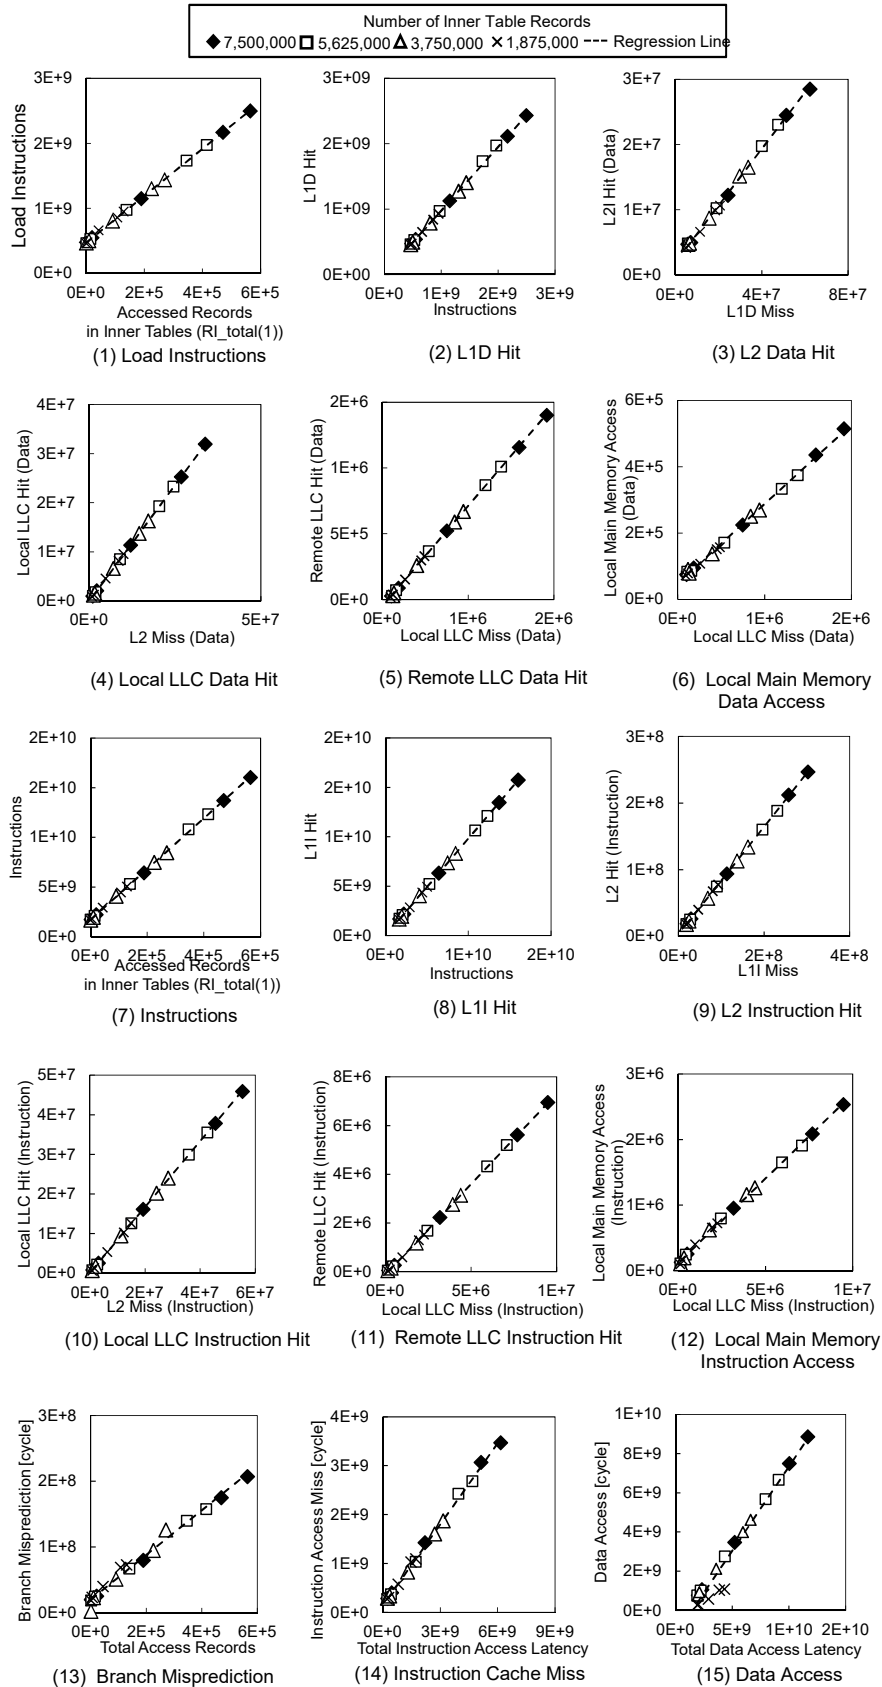 Number of Inner Table Records
◆ 7,500,000 □ 5,625,000 △ 3,750,000 × 1,875,000 ---- Regression Line
3E+9
2E+9
1E+9
0E+0
Load Instructions
0E+0 2E+5 4E+5 6E+5
Accessed Records
in Inner Tables (RI_total(1))
(1) Load Instructions
3E+09
2E+09
1E+09
0E+00
L1D Hit
0E+0 1E+9 2E+9 3E+9
Instructions
(2) L1D Hit
3E+7
2E+7
1E+7
0E+0
L2I Hit (Data)
0E+0 4E+7 8E+7
L1D Miss
(3) L2 Data Hit
4E+7
3E+7
2E+7
1E+7
0E+0
Local LLC Hit (Data)
0E+0 5E+7
L2 Miss (Data)
(4) Local LLC Data Hit
2E+6
1E+6
5E+5
0E+0
Remote LLC Hit (Data)
0E+0 1E+6 2E+6
Local LLC Miss (Data)
(5) Remote LLC Data Hit
6E+5
4E+5
2E+5
0E+0
Local Main Memory Access
(Data)
0E+0 1E+6 2E+6
Local LLC Miss (Data)
(6) Local Main Memory
Data Access
2E+10
2E+10
1E+10
5E+9
0E+0
Instructions
0E+0 2E+5 4E+5 6E+5
Accessed Records
in Inner Tables (RI_total(1))
(7) Instructions
2E+10
2E+10
1E+10
5E+9
0E+0
L1I Hit
0E+0 1E+10 2E+10
Instructions
(8) L1I Hit
3E+8
2E+8
1E+8
0E+0
L2 Hit (Instruction)
0E+0 2E+8 4E+8
L1I Miss
(9) L2 Instruction Hit
5E+7
4E+7
3E+7
2E+7
1E+7
0E+0
Local LLC Hit (Instruction)
0E+0 2E+7 4E+7 6E+7
L2 Miss (Instruction)
(10) Local LLC Instruction Hit
8E+6
6E+6
4E+6
2E+6
0E+0
Remote LLC Hit (Instruction)
0E+0 5E+6 1E+7
Local LLC Miss (Instruction)
(11) Remote LLC Instruction Hit
3E+6
2E+6
1E+6
0E+0
Local Main Memory Access
(Instruction)
0E+0 5E+6 1E+7
Local LLC Miss (Instruction)
(12) Local Main Memory
Instruction Access
3E+8
2E+8
1E+8
0E+0
Branch Misprediction [cycle]
0E+0 2E+5 4E+5 6E+5
Total Access Records
(13) Branch Misprediction
4E+9
3E+9
2E+9
1E+9
0E+0
Instruction Access Miss [cycle]
0E+0 3E+9 6E+9 9E+9
Total Instruction Access Latency
(14) Instruction Cache Miss
1E+10
8E+9
6E+9
4E+9
2E+9
0E+0
Data Access [cycle]
0E+0 5E+9 1E+10 2E+10
Total Data Access Latency
(15) Data Access